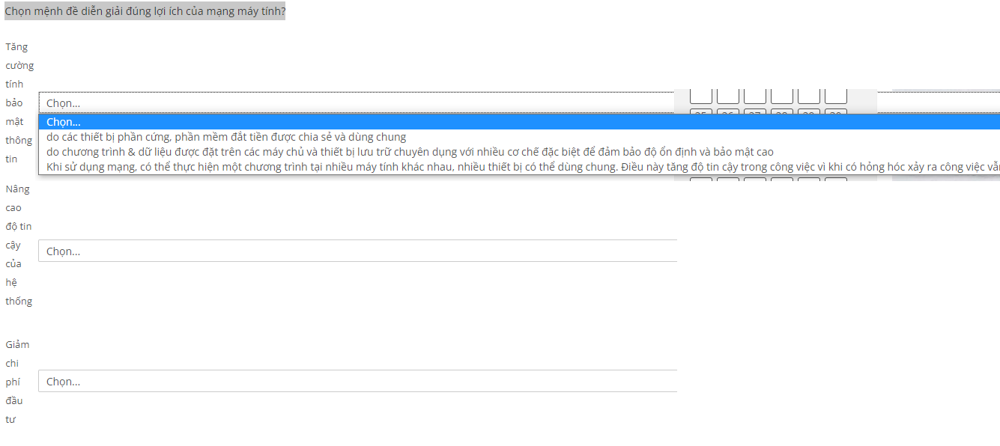 Chọn mệnh đề diễn giải đúng lợi ích của mạng máy tính?
Tăng
cường
tính
bảo
mật
thông
tin
Chọn...
Chọn...
do các thiết bị phần cứng, phần mềm đắt tiền được chia sẻ và dùng chung
do chương trình & dữ liệu được đặt trên các máy chủ và thiết bị lưu trữ chuyên dụng với nhiều cơ chế đặc biệt để đảm bảo độ ổn định và bảo mật cao
Khi sử dụng mạng, có thể thực hiện một chương trình tại nhiều máy tính khác nhau, nhiều thiết bị có thể dùng chung. Điều này tăng độ tin cậy trong công việc vì khi có hỏng hóc xảy ra công việc
Nâng
cao
độ tin
cậy
của
hệ
thống
Chọn...
Giảm
chi
phí
đầu
tư
Chọn...